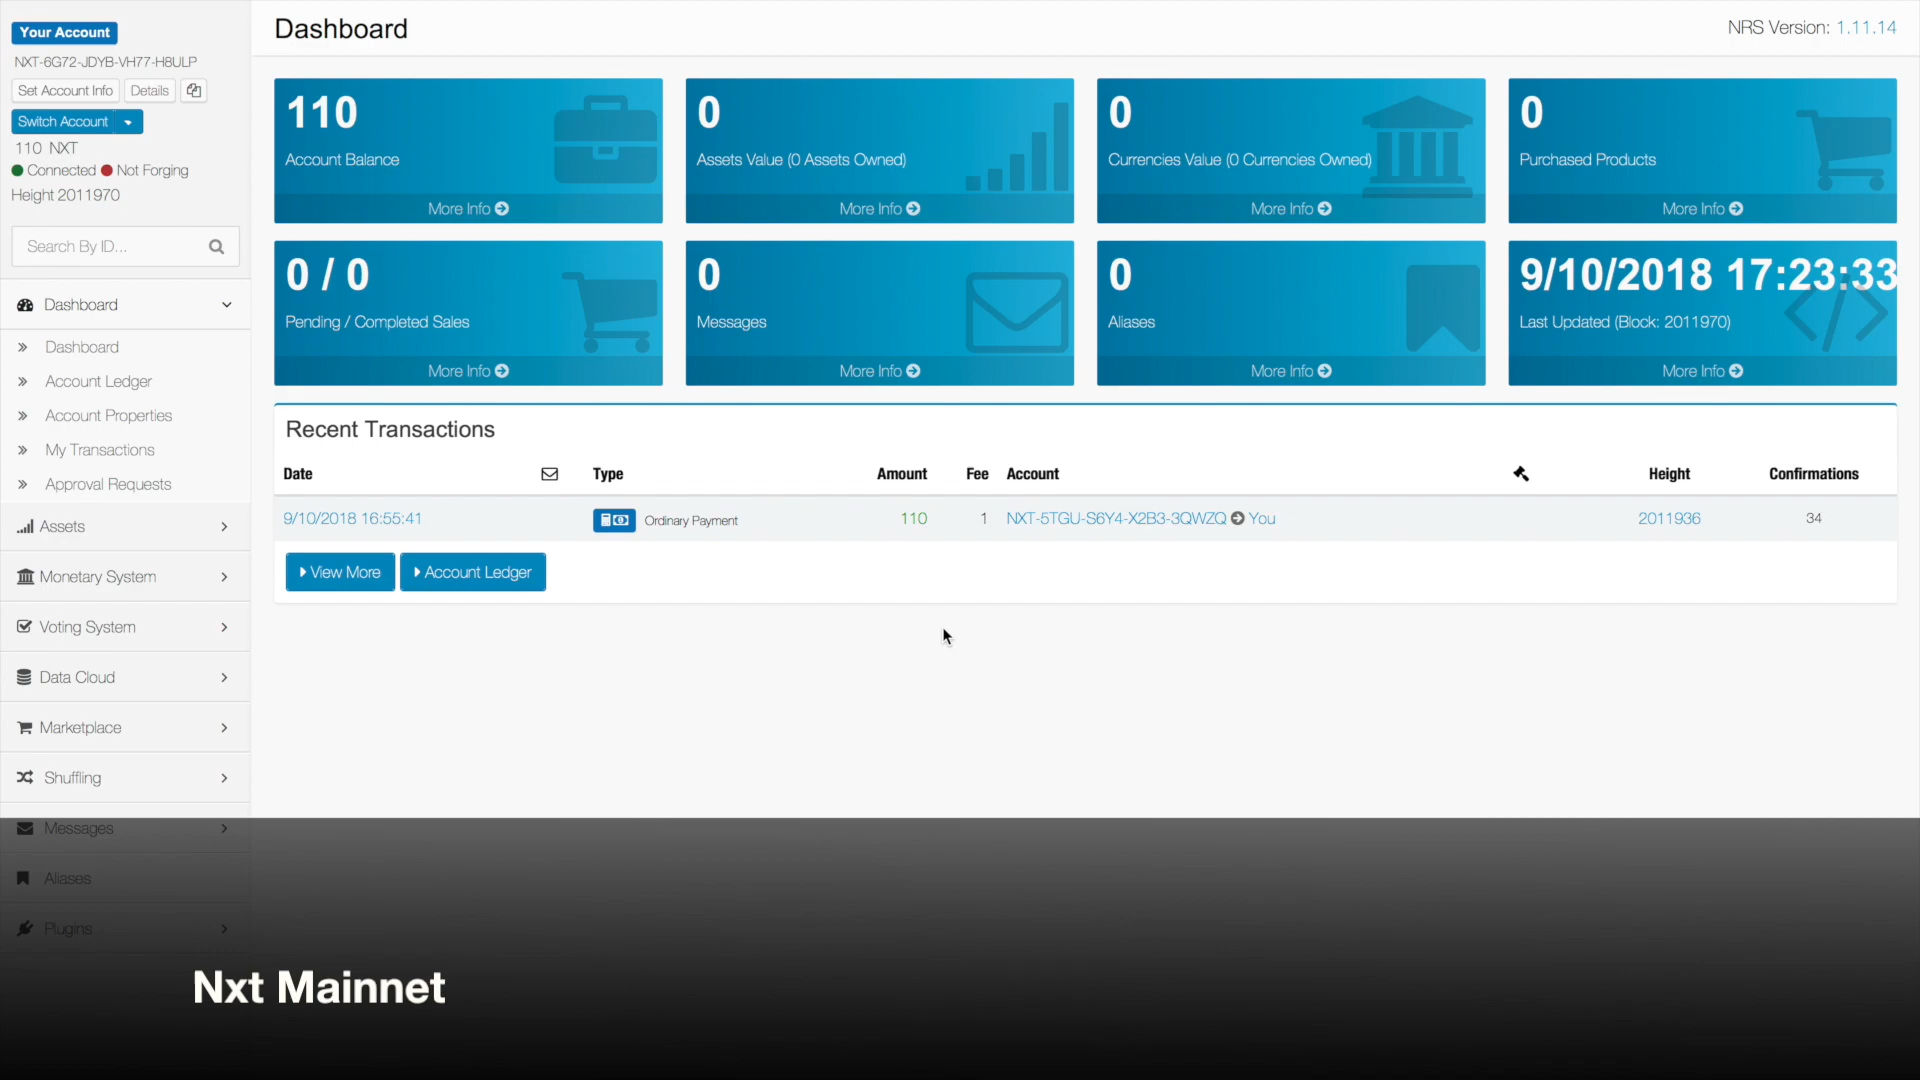 Your Account
NXT-6G72-JDYB-VH77-H8ULP
Set Account Info Details
Switch Account
110 NXT
Connected Not Forging
Height 2011970
Search By ID...
Dashboard
Dashboard
Account Ledger
Account Properties
My Transactions
Approval Requests
Assets
Monetary System
Voting System
Data Cloud
Marketplace
Shuffling
Messages
Aliases
Plugins
Dashboard
NRS Version: 1.11.14
110
Account Balance
More Info
0
Assets Value (0 Assets Owned)
More Info
0
Currencies Value (0 Currencies Owned)
More Info
0
Purchased Products
More Info
0 / 0
Pending / Completed Sales
More Info
0
Messages
More Info
0
Aliases
More Info
9/10/2018 17:23:33
Last Updated (Block: 2011970)
More Info
Recent Transactions
Date Type Amount Fee Account Height Confirmations
9/10/2018 16:55:41 Ordinary Payment 110 1 NXT-5TGU-S6Y4-X2B3-3QWZQ You 2011936 34
View More Account Ledger
Nxt Mainnet